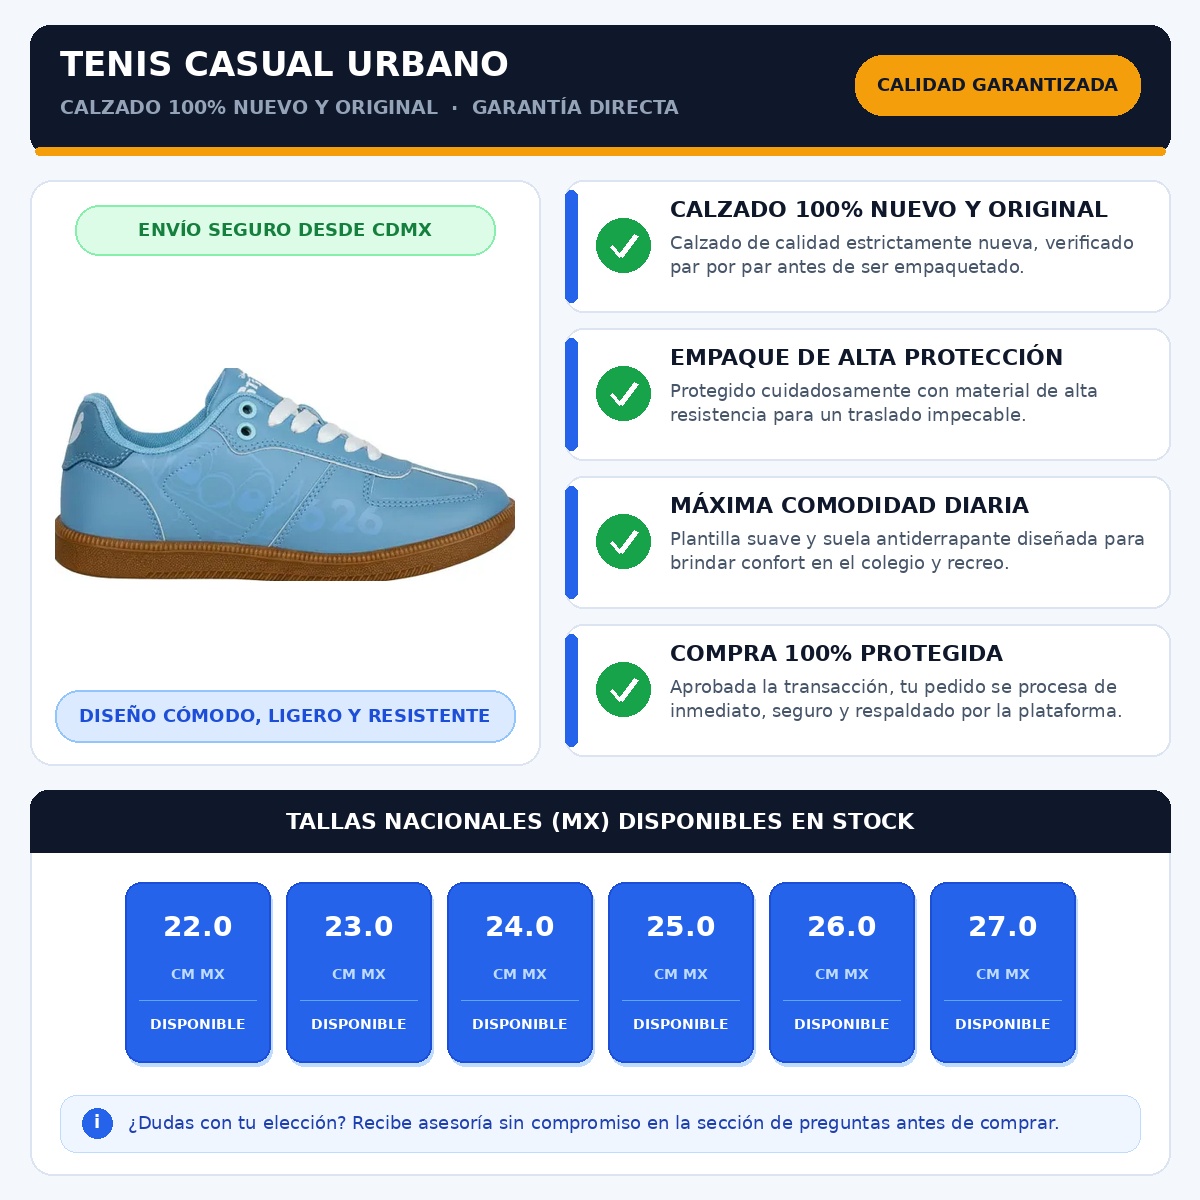 TENIS CASUAL URBANO
CALZADO 100% NUEVO Y ORIGINAL · GARANTÍA DIRECTA
CALIDAD GARANTIZADA
ENVÍO SEGURO DESDE CDMX
626
DISEÑO CÓMODO, LIGERO Y RESISTENTE
CALZADO 100% NUEVO Y ORIGINAL
Calzado de calidad estrictamente nueva, verificado
par por par antes de ser empaquetado.
EMPAQUE DE ALTA PROTECCIÓN
Protegido cuidadosamente con material de alta
resistencia para un traslado impecable.
MÁXIMA COMODIDAD DIARIA
Plantilla suave y suela antiderrapante diseñada para
brindar confort en el colegio y recreo.
COMPRA 100% PROTEGIDA
Aprobada la transacción, tu pedido se procesa de
inmediato, seguro y respaldado por la plataforma.
TALLAS NACIONALES (MX) DISPONIBLES EN STOCK
22.0
CM MX
DISPONIBLE
23.0
CM MX
DISPONIBLE
24.0
CM MX
DISPONIBLE
25.0
CM MX
DISPONIBLE
26.0
CM MX
DISPONIBLE
27.0
CM MX
DISPONIBLE
i
¿Dudas con tu elección? Recibe asesoría sin compromiso en la sección de preguntas antes de comprar.